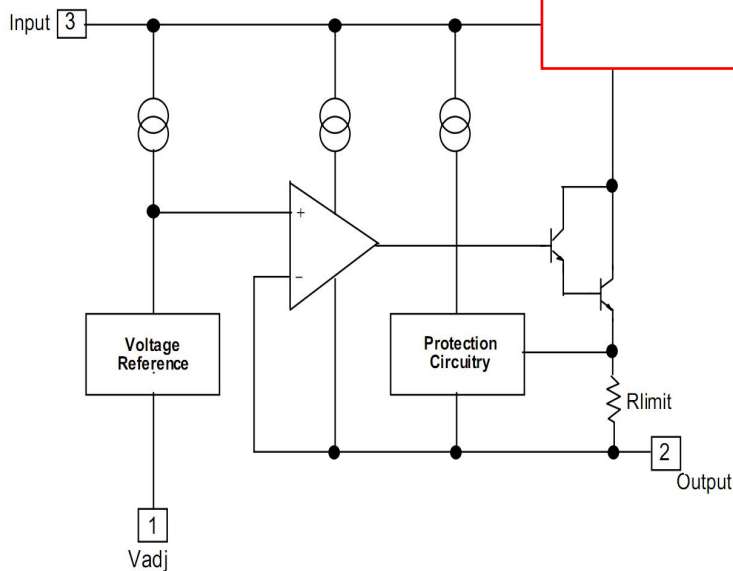 Input 3
+
−
Voltage
Reference
Protection
Circuitry
Rlimit
2
Output
1
Vadj